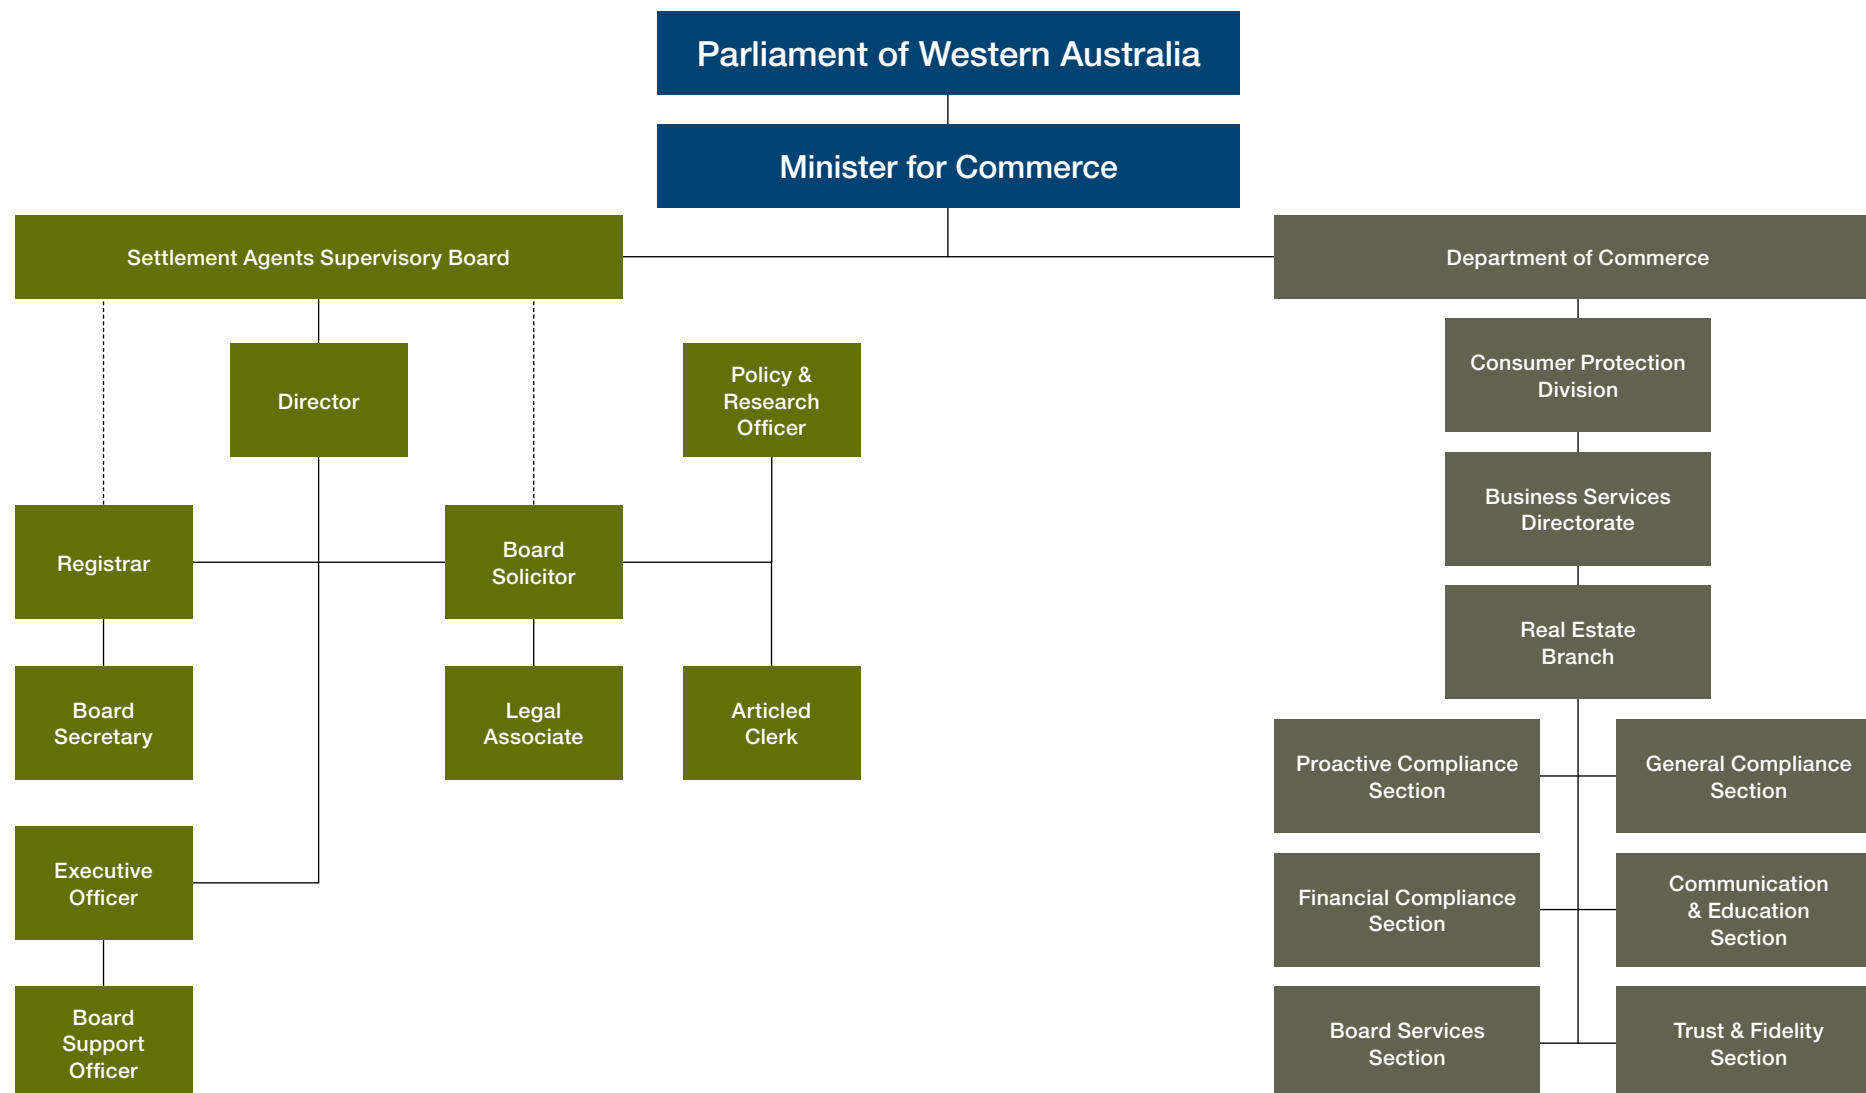 Parliament of Western Australia
Minister for Commerce
Settlement Agents Supervisory Board
Department of Commerce
Director
Policy &
Research
Officer
Consumer Protection
Division
Registrar
Board
Solicitor
Business Services
Directorate
Real Estate
Branch
Board
Secretary
Legal
Associate
Articled
Clerk
Proactive Compliance
Section
General Compliance
Section
Executive
Officer
Financial Compliance
Section
Communication
& Education
Section
Board
Support
Officer
Board Services
Section
Trust & Fidelity
Section